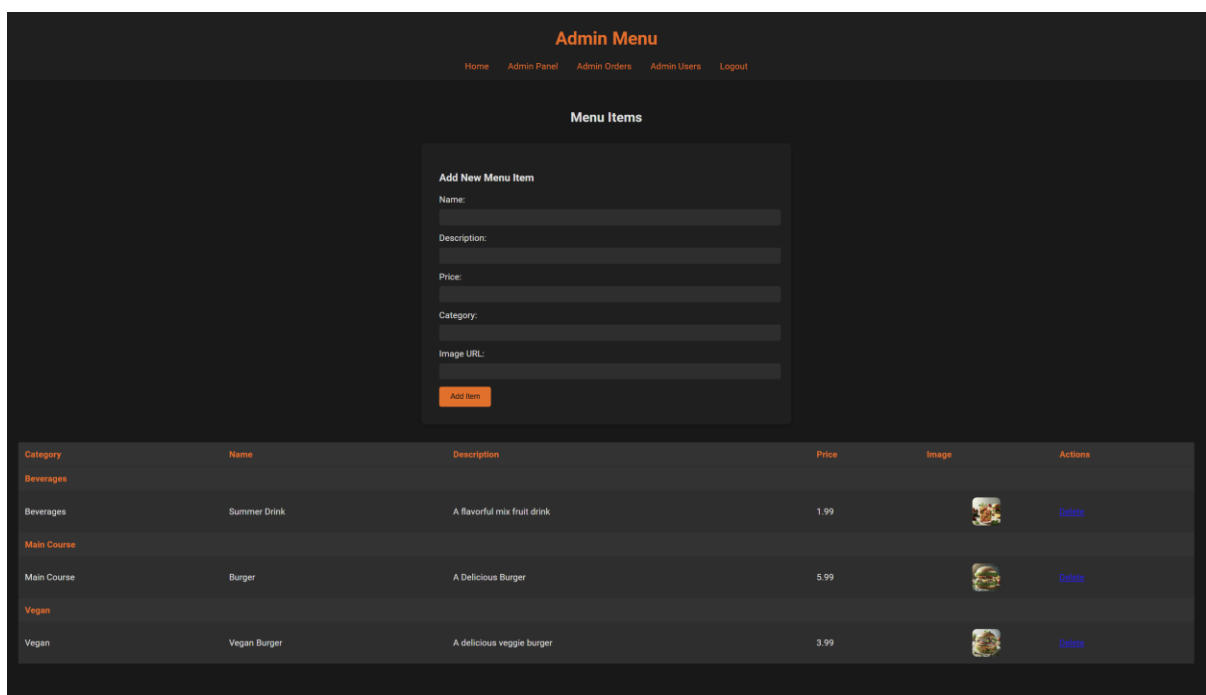 Admin Menu
Home Admin Panel Admin Orders Admin Users Logout
Menu Items
Add New Menu Item
Name:
Description:
Price:
Category:
Image URL:
Add Item
Category Name Description Price Image Actions
Beverages
Beverages Summer Drink A flavorful mix fruit drink 1.99 Delete
Main Course
Main Course Burger A Delicious Burger 5.99 Delete
Vegan
Vegan Vegan Burger A delicious veggie burger 3.99 Delete